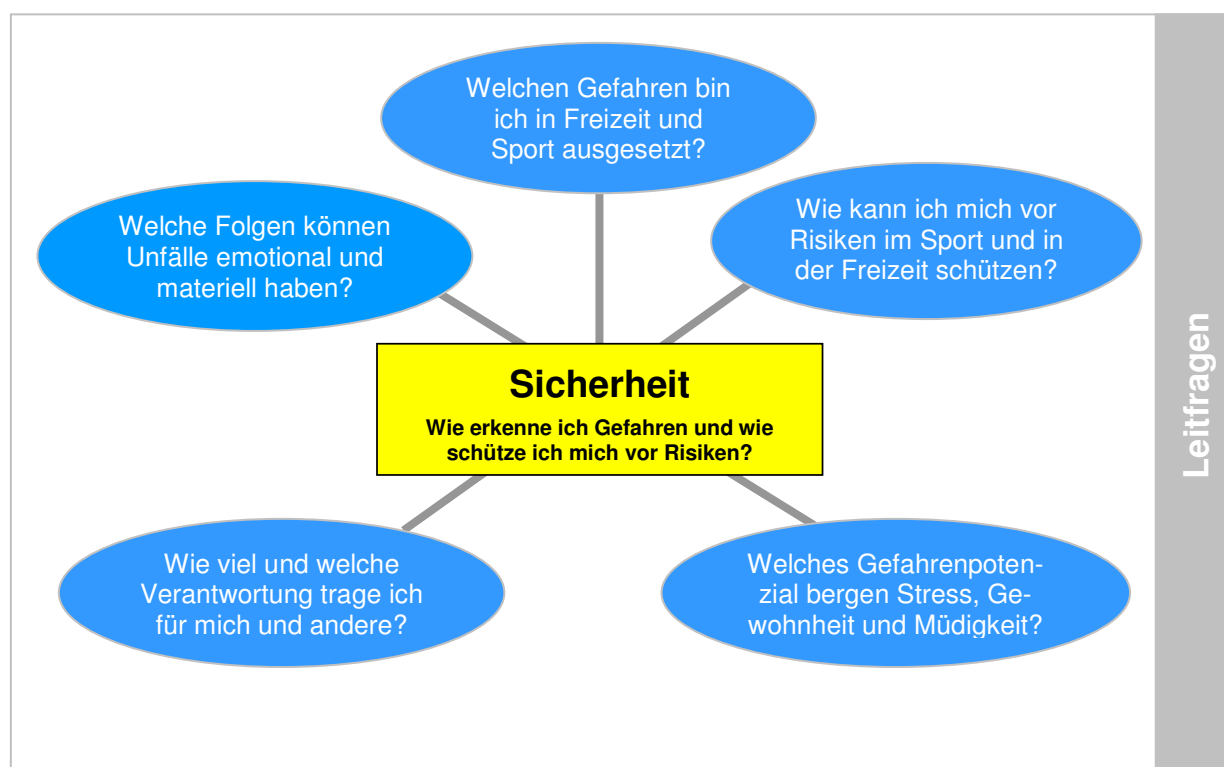 Welchen Gefahren bin
ich in Freizeit und
Sport ausgesetzt?
Welche Folgen können
Unfälle emotional und
materiell haben?
Wie kann ich mich vor
Risiken im Sport und in
der Freizeit schützen?
Sicherheit
Wie erkenne ich Gefahren und wie
schütze ich mich vor Risiken?
Wie viel und welche
Verantwortung trage ich
für mich und andere?
Welches Gefahrenpoten-
zial bergen Stress, Ge-
wohnheit und Müdigkeit?
Leitfragen